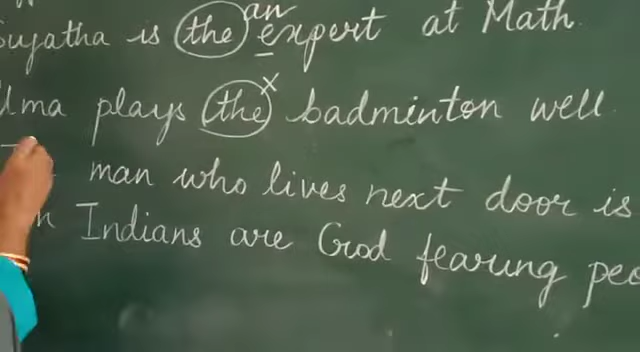 an
Sujatha is the expert at Math.
Uma plays the x badminton well.
man who lives next door is
n Indians are God fearing peo